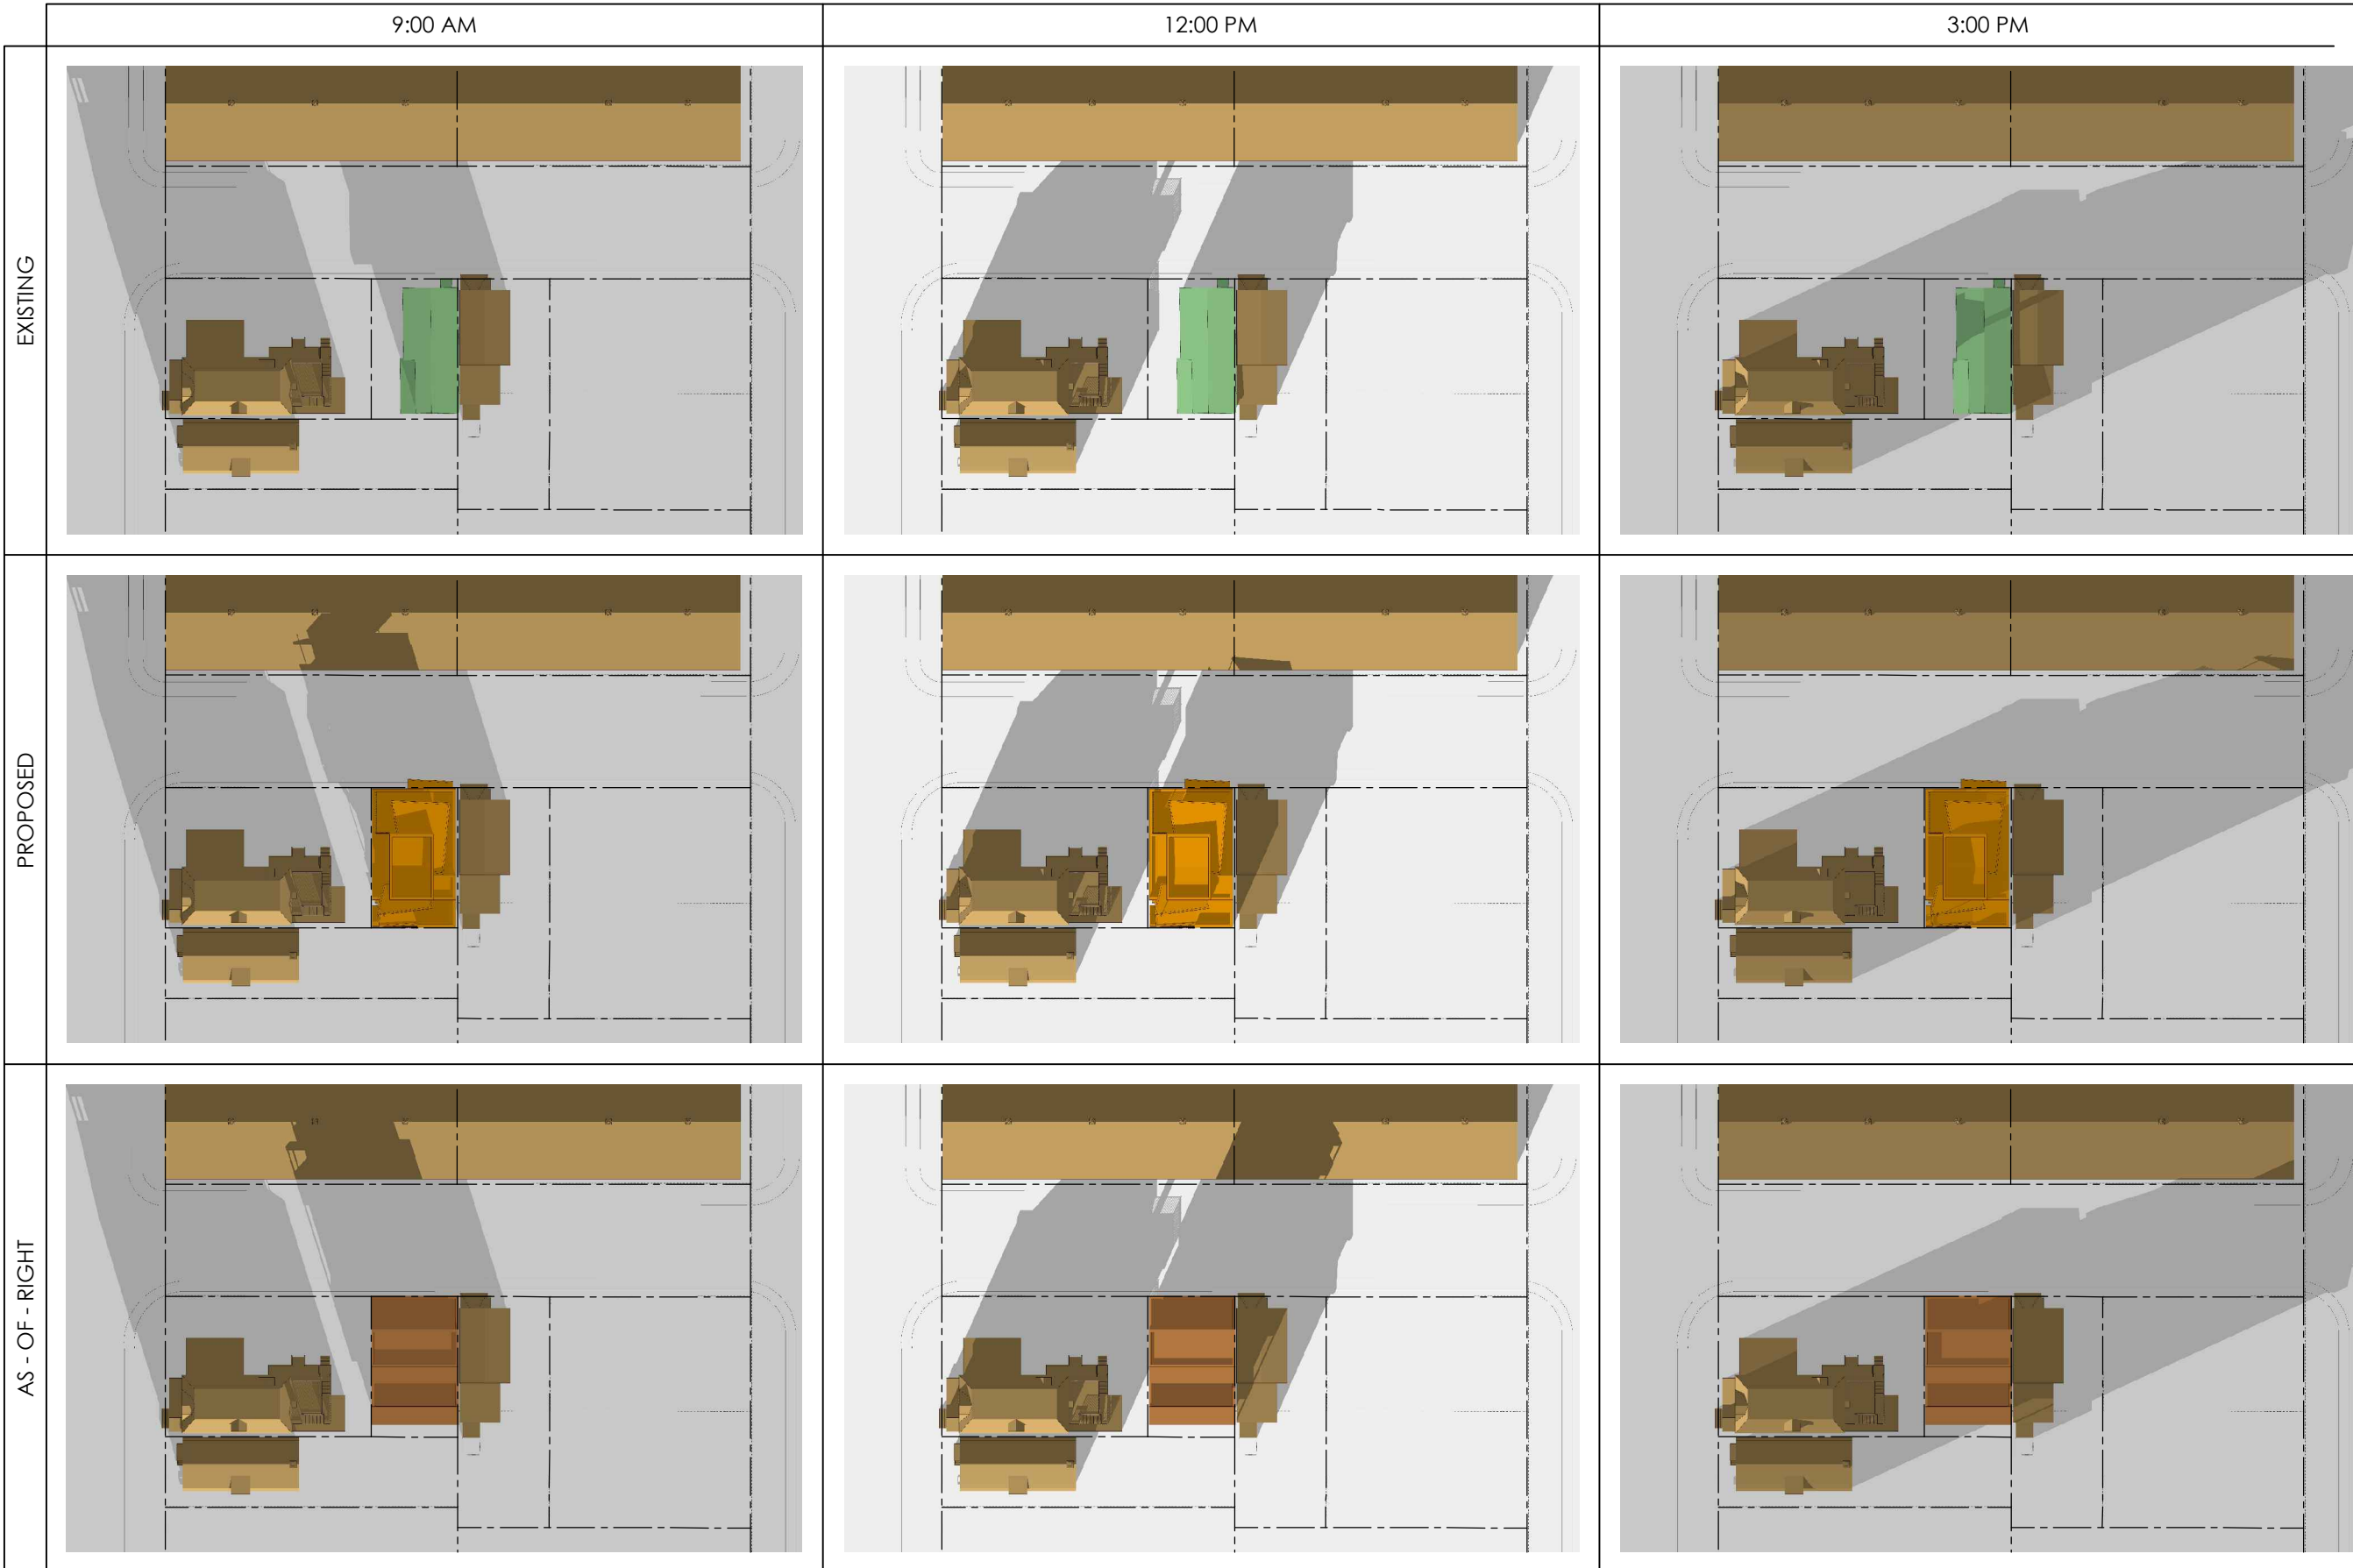 9:00 AM
12:00 PM
3:00 PM
EXISTING
PROPOSED
AS - OF - RIGHT